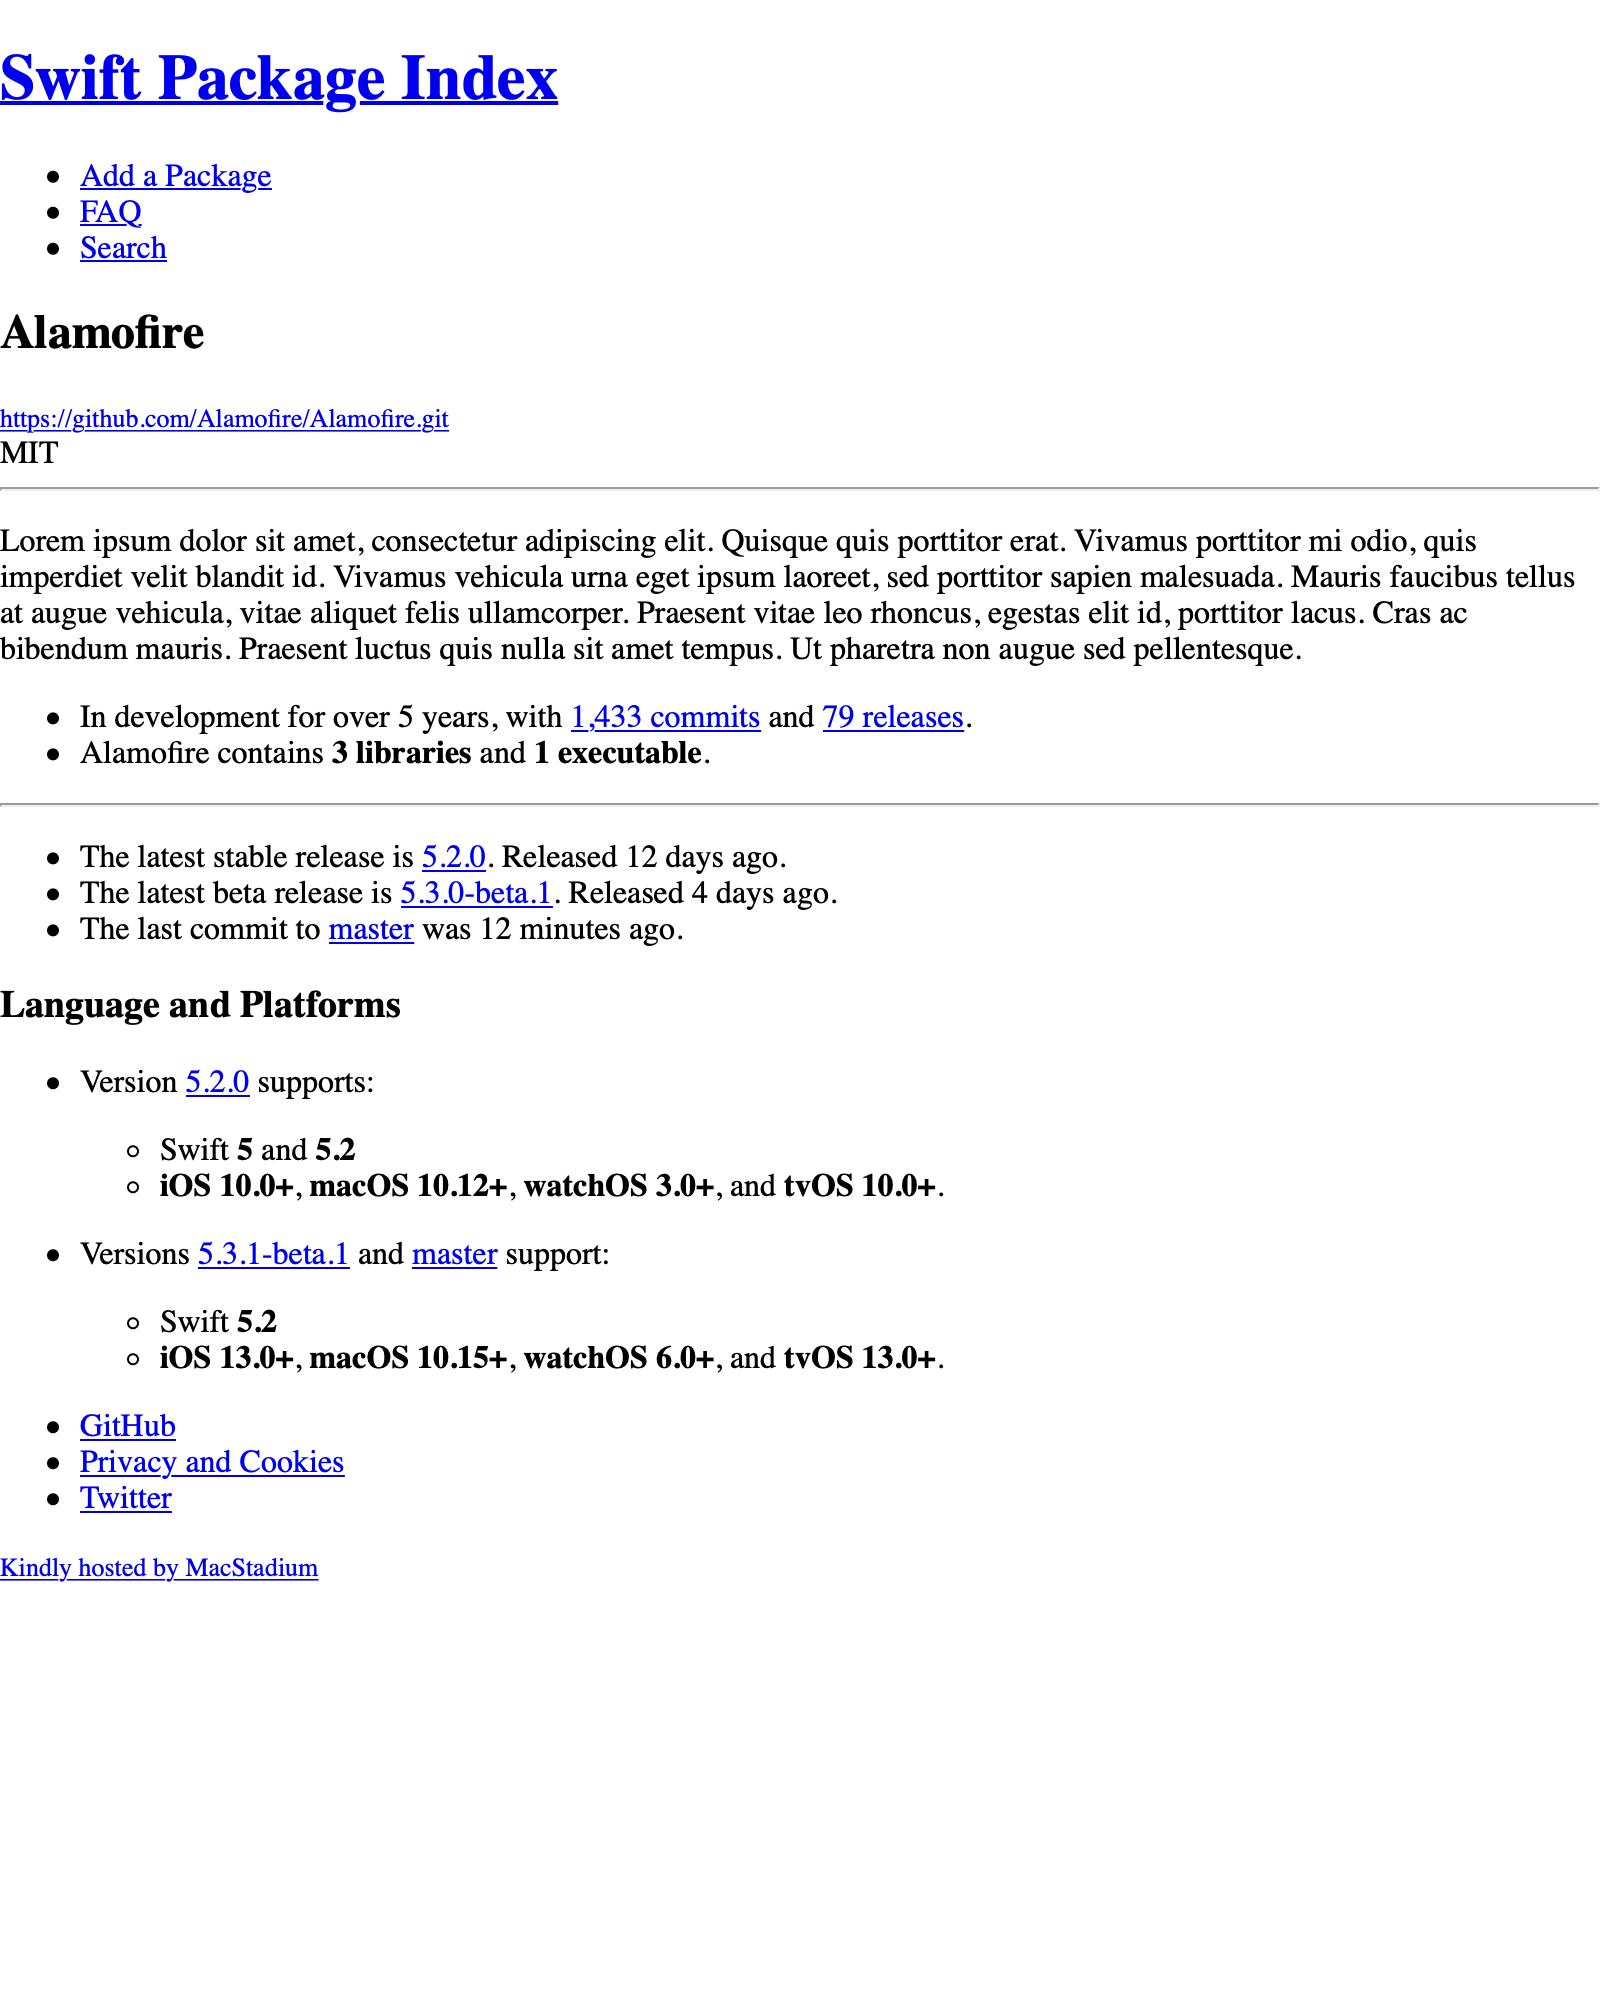 Swift Package Index
Add a Package
FAQ
Search
Alamofire
https://github.com/Alamofire/Alamofire.git
MIT
Lorem ipsum dolor sit amet, consectetur adipiscing elit. Quisque quis porttitor erat. Vivamus porttitor mi odio, quis
imperdiet velit blandit id. Vivamus vehicula urna eget ipsum laoreet, sed porttitor sapien malesuada. Mauris faucibus tellus
at augue vehicula, vitae aliquet felis ullamcorper. Praesent vitae leo rhoncus, egestas elit id, porttitor lacus. Cras ac
bibendum mauris. Praesent luctus quis nulla sit amet tempus. Ut pharetra non augue sed pellentesque.
In development for over 5 years, with 1,433 commits and 79 releases.
Alamofire contains 3 libraries and 1 executable.
The latest stable release is 5.2.0. Released 12 days ago.
The latest beta release is 5.3.0-beta.1. Released 4 days ago.
The last commit to master was 12 minutes ago.
Language and Platforms
Version 5.2.0 supports:
Swift 5 and 5.2
iOS 10.0+, macOS 10.12+, watchOS 3.0+, and tvOS 10.0+.
Versions 5.3.1-beta.1 and master support:
Swift 5.2
iOS 13.0+, macOS 10.15+, watchOS 6.0+, and tvOS 13.0+.
GitHub
Privacy and Cookies
Twitter
Kindly hosted by MacStadium